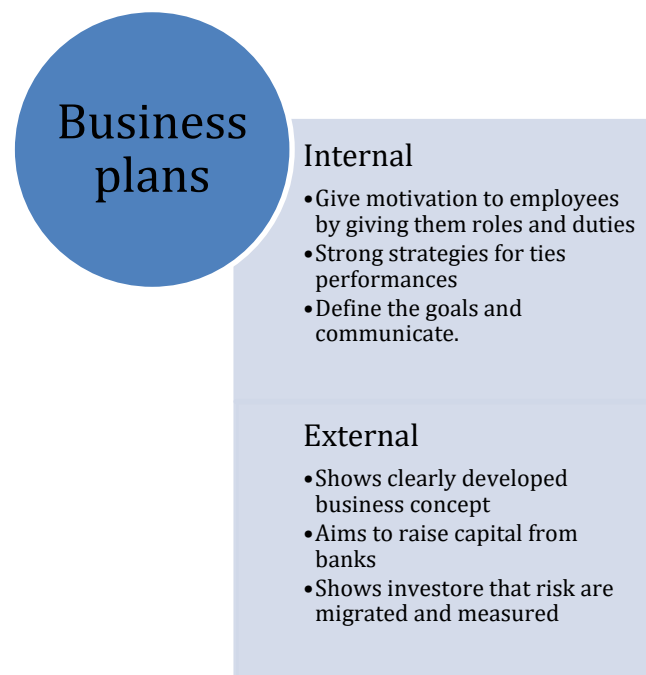 Business
plans
Internal
•Give motivation to employees
by giving them roles and duties
•Strong strategies for ties
performances
•Define the goals and
communicate.
External
•Shows clearly developed
business concept
•Aims to raise capital from
banks
•Shows investore that risk are
migrated and measured